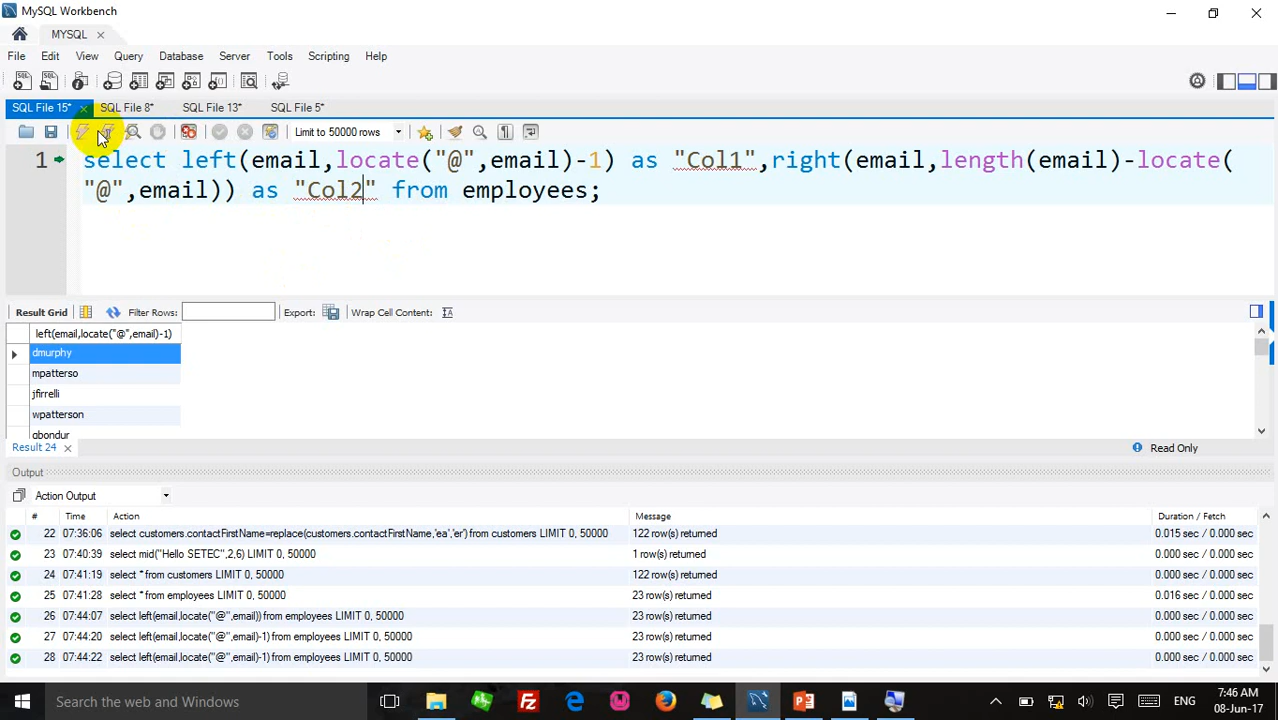 MySQL Workbench
MYSQL
File Edit View Query Database Server Tools Scripting Help
SQL File 15* SQL File 8* SQL File 13* SQL File 5*
Limit to 50000 rows
1 select left(email,locate("@",email)-1) as "Col1",right(email,length(email)-locate(
"@",email)) as "Col2" from employees;
Result Grid Filter Rows: Export: Wrap Cell Content:
left(email,locate("@",email)-1)
dmurphy
mpatterso
jfirrelli
wpatterson
gbondur
Result 24 Read Only
Output
Action Output
# Time Action Message Duration / Fetch
22 07:36:06 select customers.contactFirstName=replace(customers.contactFirstName,'ea','er') from customers LIMIT 0, 50000 122 row(s) returned 0.015 sec / 0.000 sec
23 07:40:39 select mid("Hello SETEC",2,6) LIMIT 0, 50000 1 row(s) returned 0.000 sec / 0.000 sec
24 07:41:19 select * from customers LIMIT 0, 50000 122 row(s) returned 0.000 sec / 0.000 sec
25 07:41:28 select * from employees LIMIT 0, 50000 23 row(s) returned 0.016 sec / 0.000 sec
26 07:44:07 select left(email,locate("@",email)) from employees LIMIT 0, 50000 23 row(s) returned 0.000 sec / 0.000 sec
27 07:44:20 select left(email,locate("@",email)-1) from employees LIMIT 0, 50000 23 row(s) returned 0.000 sec / 0.000 sec
28 07:44:22 select left(email,locate("@",email)-1) from employees LIMIT 0, 50000 23 row(s) returned 0.000 sec / 0.000 sec
Search the web and Windows ENG 7:46 AM
08-Jun-17